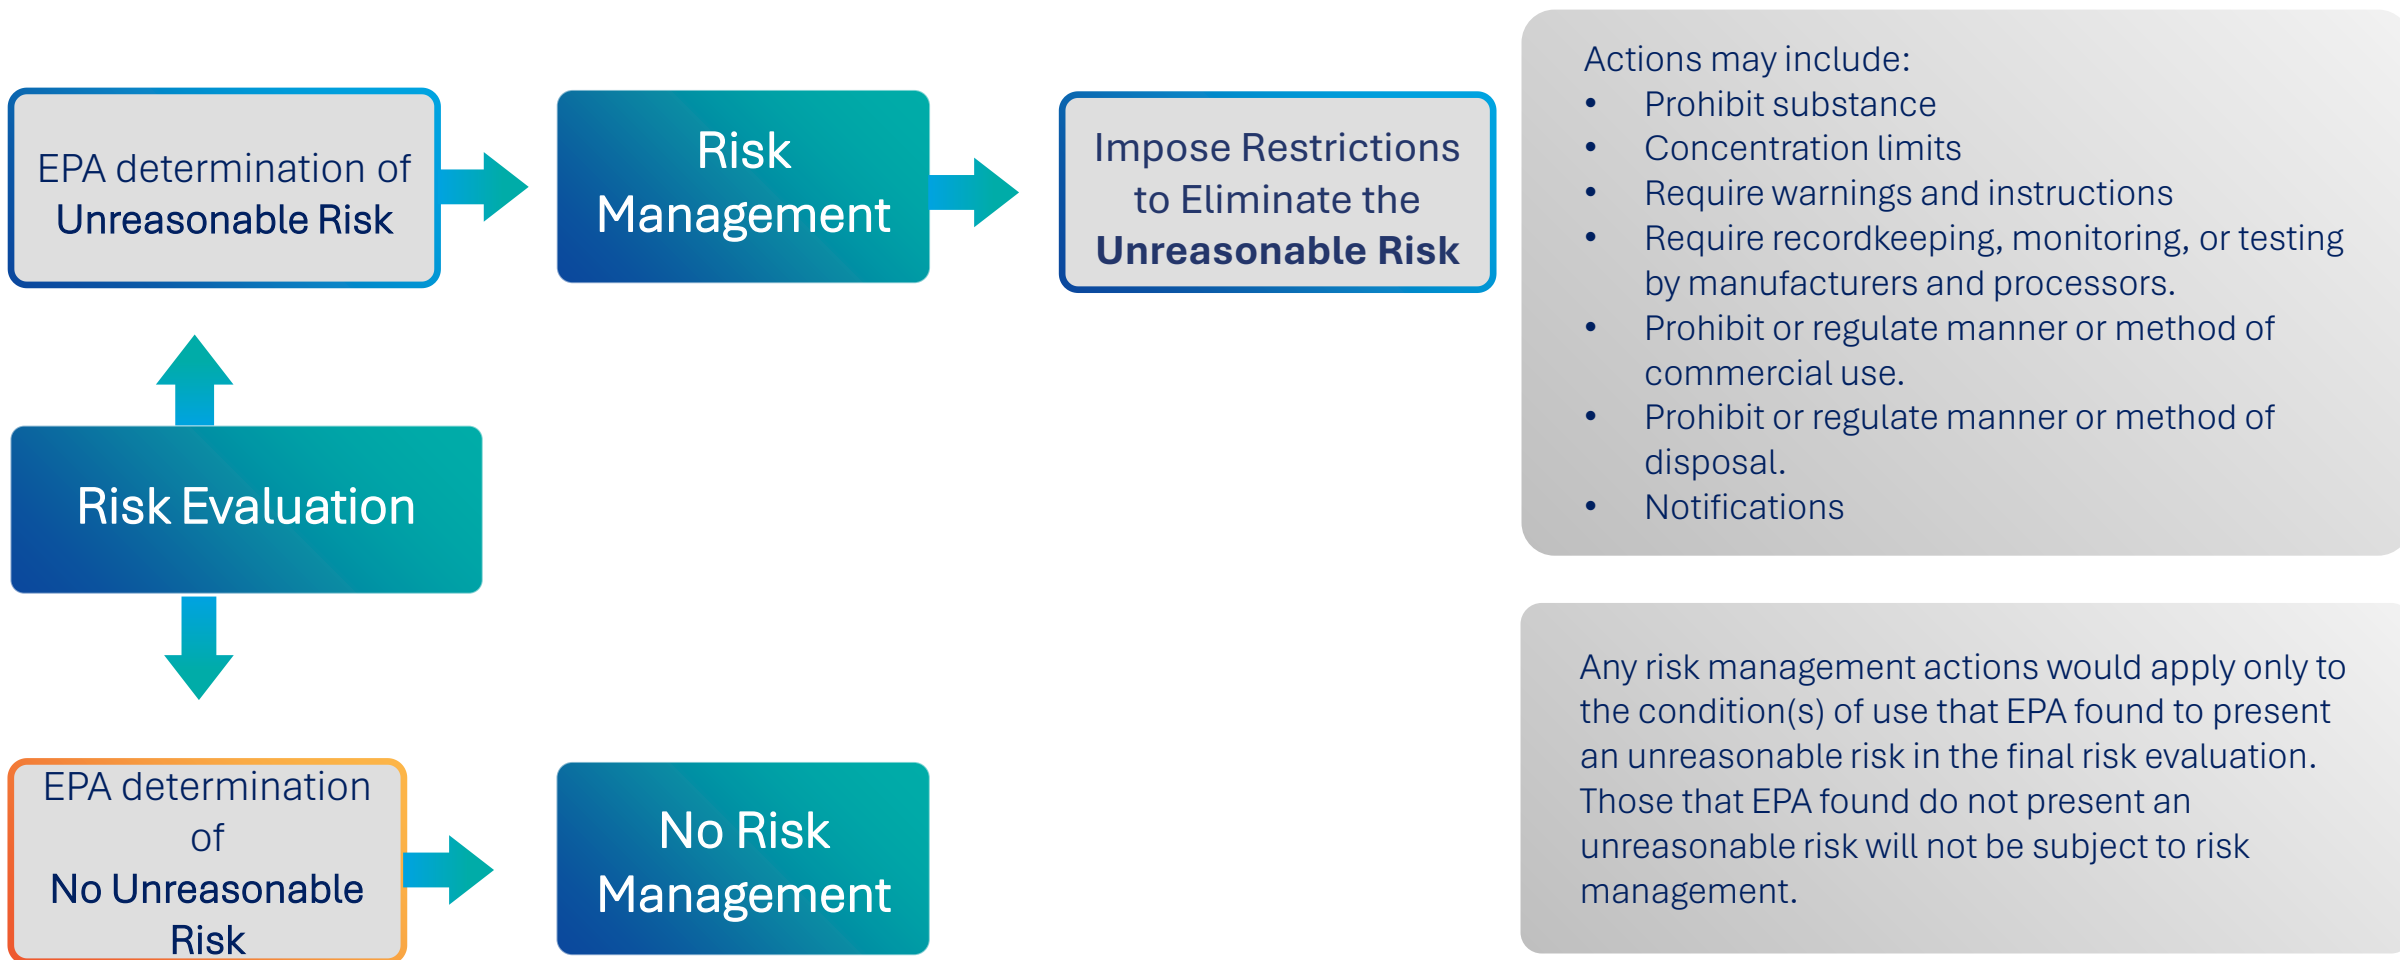 EPA determination of
Unreasonable Risk
Risk
Management
Impose Restrictions
to Eliminate the
Unreasonable Risk
Actions may include:
• Prohibit substance
• Concentration limits
• Require warnings and instructions
• Require recordkeeping, monitoring, or testing
by manufacturers and processors.
• Prohibit or regulate manner or method of
commercial use.
• Prohibit or regulate manner or method of
disposal.
• Notifications
Risk Evaluation
EPA determination
of
No Unreasonable
Risk
No Risk
Management
Any risk management actions would apply only to
the condition(s) of use that EPA found to present
an unreasonable risk in the final risk evaluation.
Those that EPA found do not present an
unreasonable risk will not be subject to risk
management.